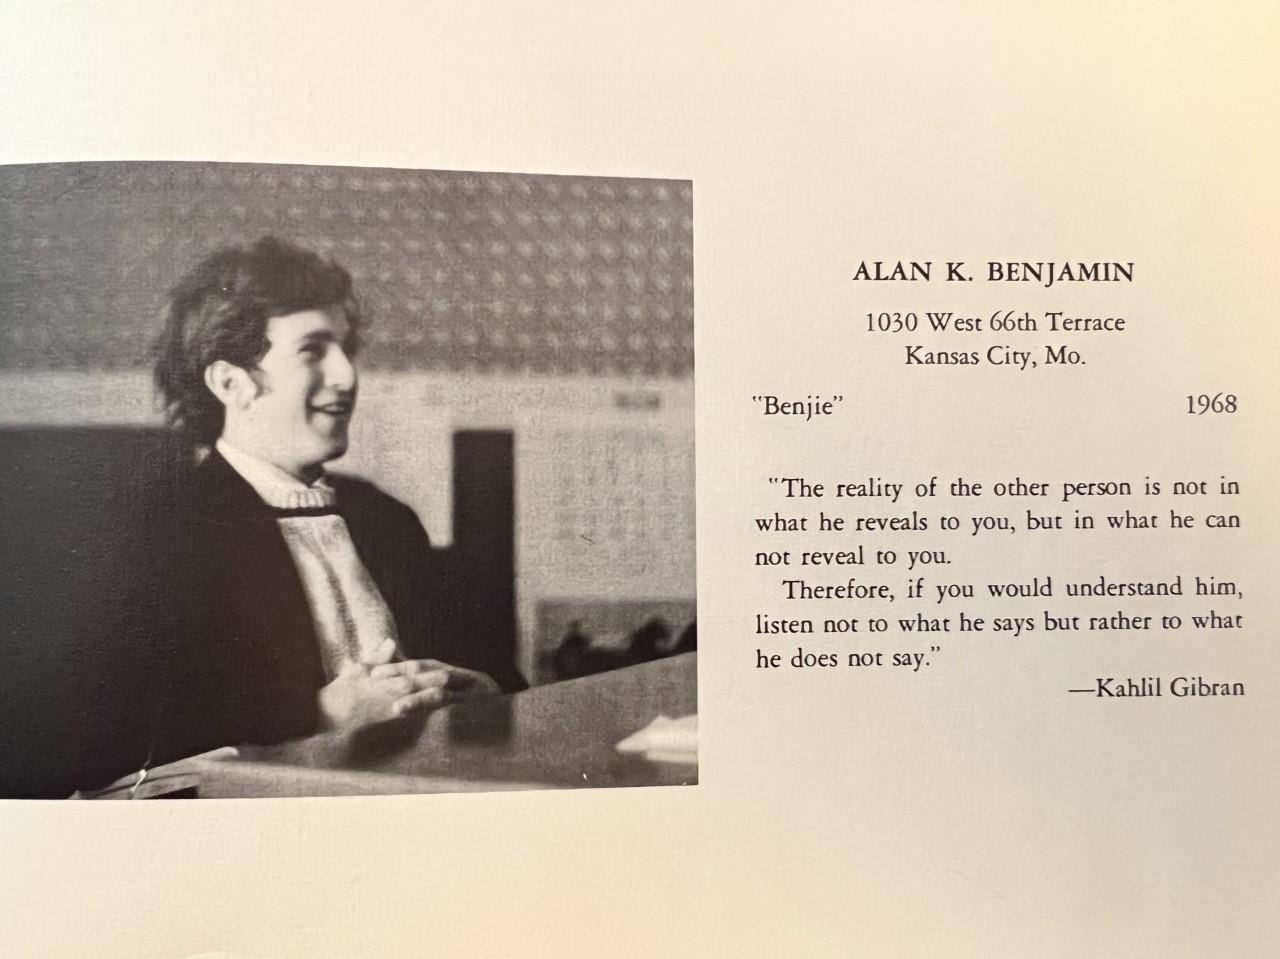 ALAN K. BENJAMIN
1030 West 66th Terrace
Kansas City, Mo.
"Benjie" 1968
"The reality of the other person is not in
what he reveals to you, but in what he can
not reveal to you.
Therefore, if you would understand him,
listen not to what he says but rather to what
he does not say."
—Kahlil Gibran